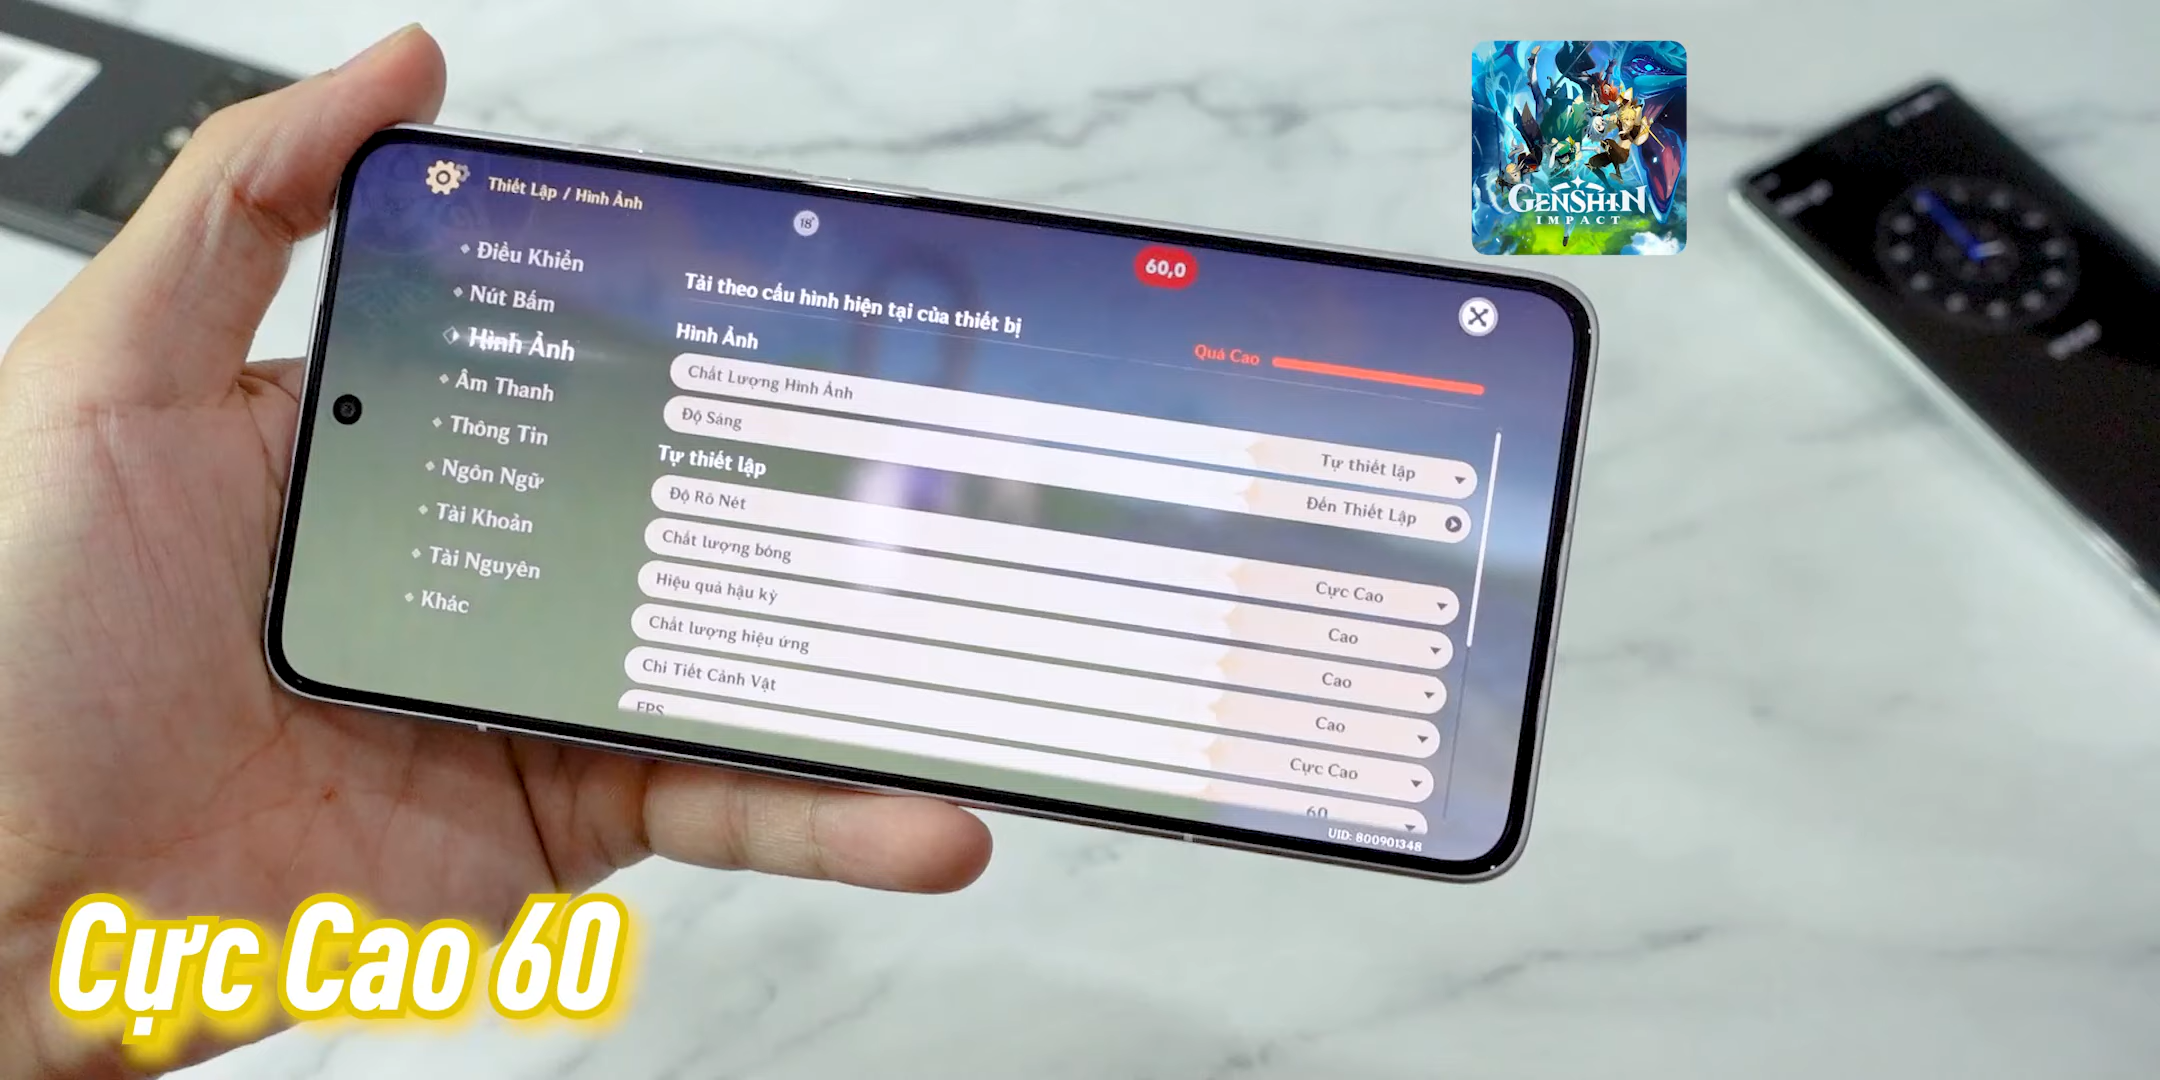 GENSHIN
IMPACT
Thiết Lập / Hình Ảnh
18+
60,0
Điều Khiển
Nút Bấm
Hình Ảnh
Âm Thanh
Thông Tin
Ngôn Ngữ
Tài Khoản
Tài Nguyên
Khác
Tải theo cấu hình hiện tại của thiết bị
Quá Cao
Hình Ảnh
Chất Lượng Hình Ảnh
Tự thiết lập
Độ Sáng
Đến Thiết Lập
Tự thiết lập
Độ Rõ Nét
Cực Cao
Chất lượng bóng
Cao
Hiệu quả hậu kỳ
Cao
Chất lượng hiệu ứng
Cao
Chi Tiết Cảnh Vật
Cực Cao
FPS
60
UID: 800901348
Cực Cao 60